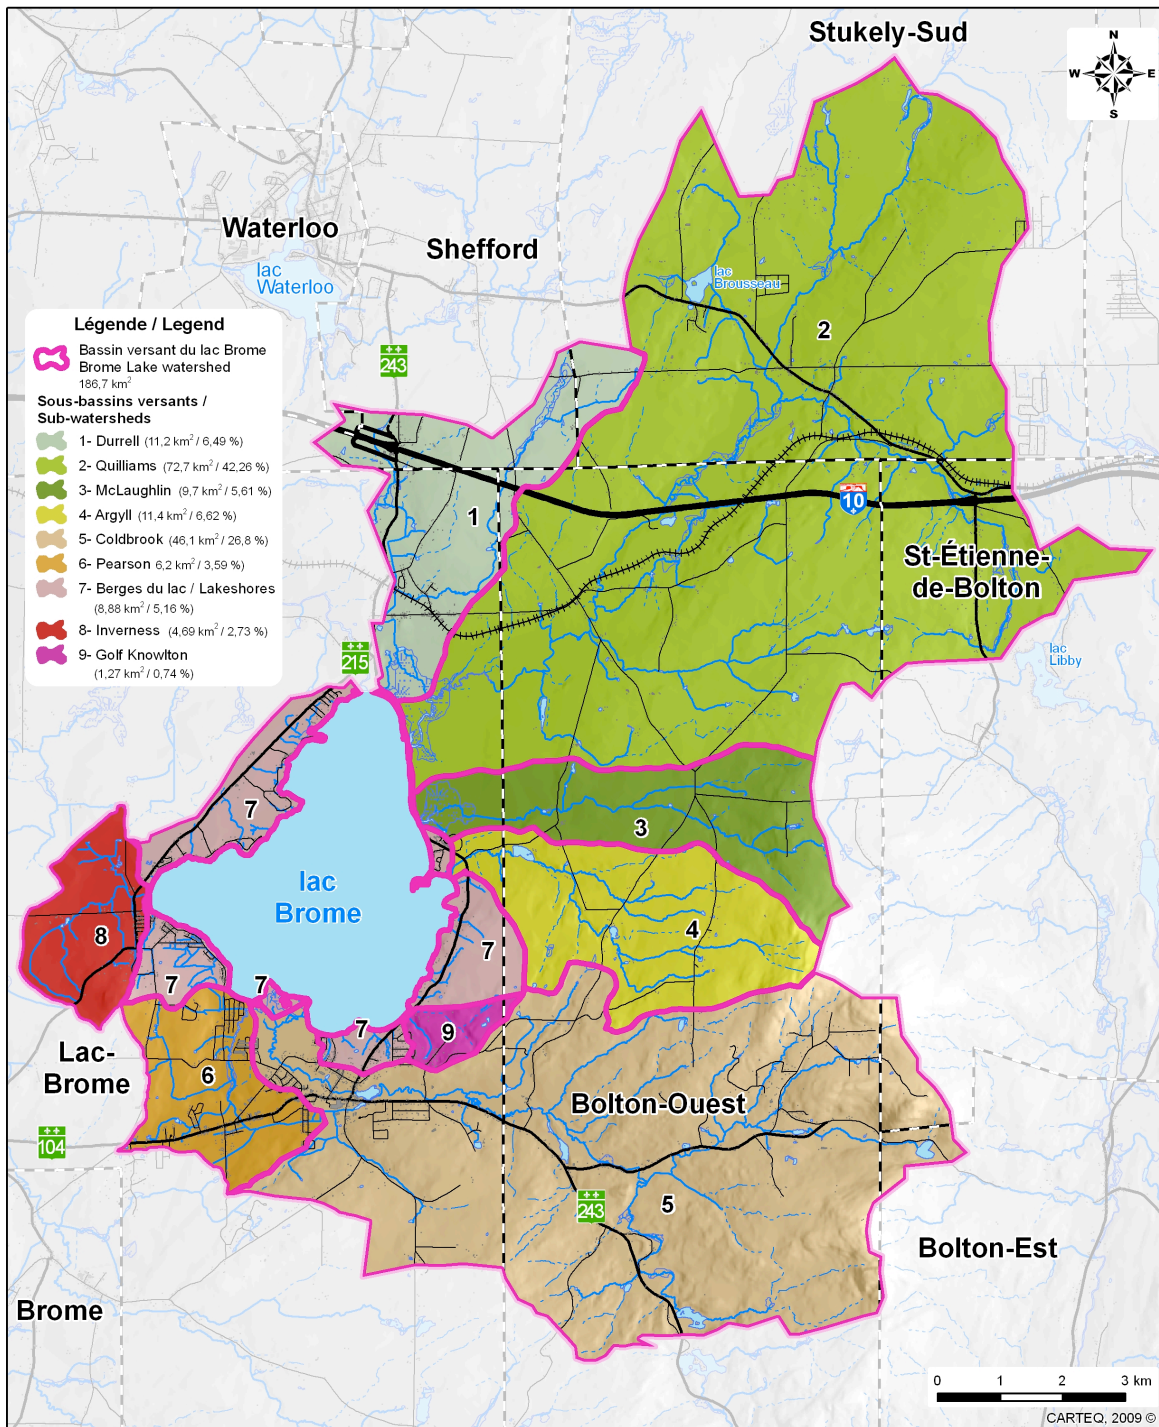 Stukely-Sud
N
W E
S
Waterloo
lac
Waterloo
Shefford
lac
Brousseau
Légende / Legend
Bassin versant du lac Brome
Brome Lake watershed
186,7 km²
Sous-bassins versants /
Sub-watersheds
1- Durrell (11,2 km² / 6,49 %)
2- Quilliams (72,7 km² / 42,26 %)
3- McLaughlin (9,7 km² / 5,61 %)
4- Argyll (11,4 km² / 6,62 %)
5- Coldbrook (46,1 km² / 26,8 %)
6- Pearson 6,2 km² / 3,59 %)
7- Berges du lac / Lakeshores
(8,88 km² / 5,16 %)
8- Inverness (4,69 km² / 2,73 %)
9- Golf Knowlton
(1,27 km² / 0,74 %)
2
243
10
1
St-Étienne-
de-Bolton
lac
Libby
215
7
3
lac
Brome
8
4
7
7
7
7
9
Lac-
Brome
6
Bolton-Ouest
104
5
243
Bolton-Est
Brome
0 1 2 3 km
CARTEQ, 2009 ©